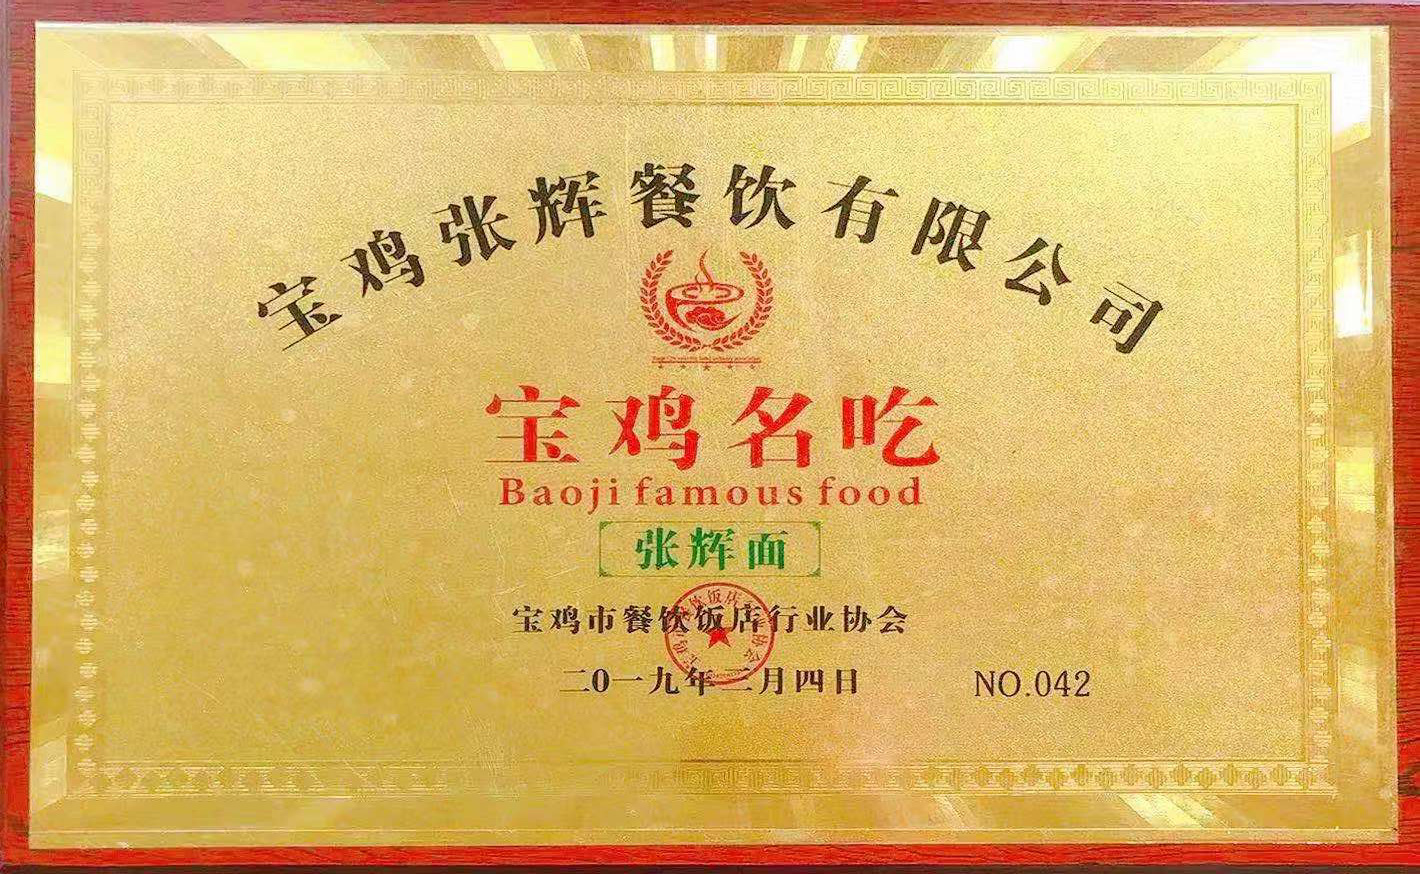 宝鸡张辉餐饮有限公司
宝鸡名吃
Baoji famous food
张辉面
宝鸡市餐饮饭店行业协会
二0一九年二月四日
NO.042